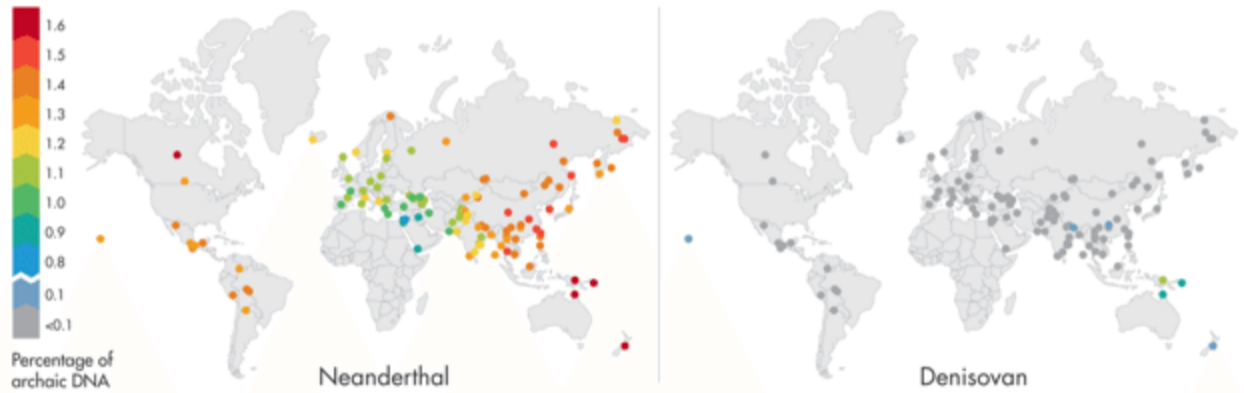 1.6
1.5
1.4
1.3
1.2
1.1
1.0
0.9
0.8
0.1
<0.1
Percentage of
archaic DNA
Neanderthal
Denisovan